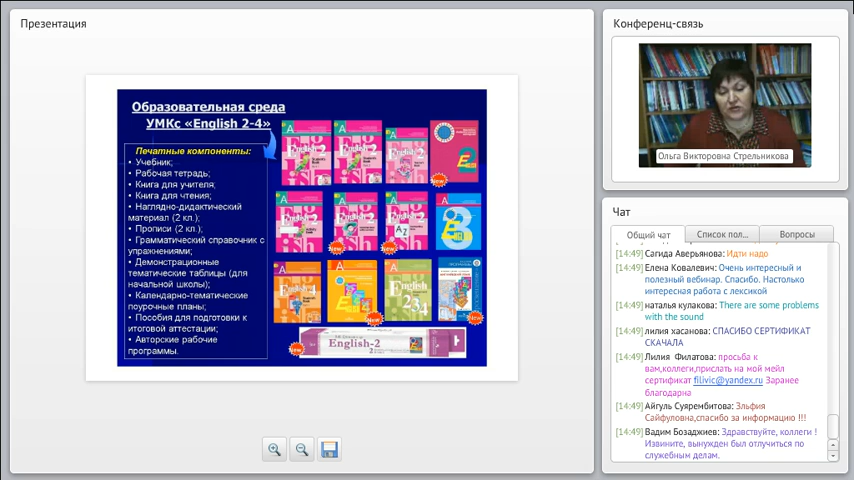 Презентация
Образовательная среда
УМКс «English 2-4»
Печатные компоненты:
• Учебник;
• Рабочая тетрадь;
• Книга для учителя;
• Книга для чтения;
• Наглядно-дидактический
материал (2 кл.);
• Прописи (2 кл.);
• Грамматический справочник с
упражнениями;
• Демонстрационные
тематические таблицы (для
начальной школы);
• Календарно-тематические
поурочные планы;
• Пособия для подготовки к
итоговой аттестации;
• Авторские рабочие
программы.
English-2
Конференц-связь
Ольга Викторовна Стрельникова
Чат
Общий чат
Список пол...
Вопросы
[14:49] Сагида Аверьянова: Идти надо
[14:49] Елена Ковалевич: Очень интересный и
полезный вебинар. Спасибо. Настолько
интересная работа с лексикой
[14:49] наталья кулакова: There are some problems
with the sound
[14:49] лилия хасанова: СПАСИБО СЕРТИФИКАТ
СКАЧАЛА
[14:49] Лилия Филатова: просьба к
вам,коллеги,прислать на мой мейл
сертификат filivic@yandex.ru Заранее
благодарна
[14:49] Айгуль Суярембитова: Эльфия
Сайфуловна,спасибо за информацию !!!
[14:49] Вадим Бозаджиев: Здравствуйте, коллеги !
Извините, вынужден был отлучиться по
служебным делам.